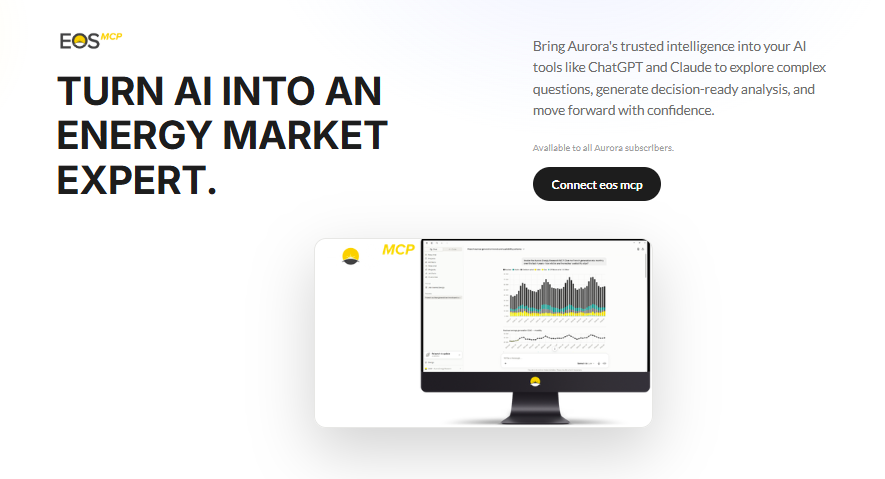 EOS MCP
TURN AI INTO AN
ENERGY MARKET
EXPERT.
Bring Aurora's trusted intelligence into your AI
tools like ChatGPT and Claude to explore complex
questions, generate decision-ready analysis, and
move forward with confidence.
Available to all Aurora subscribers.
Connect eos mcp
MCP